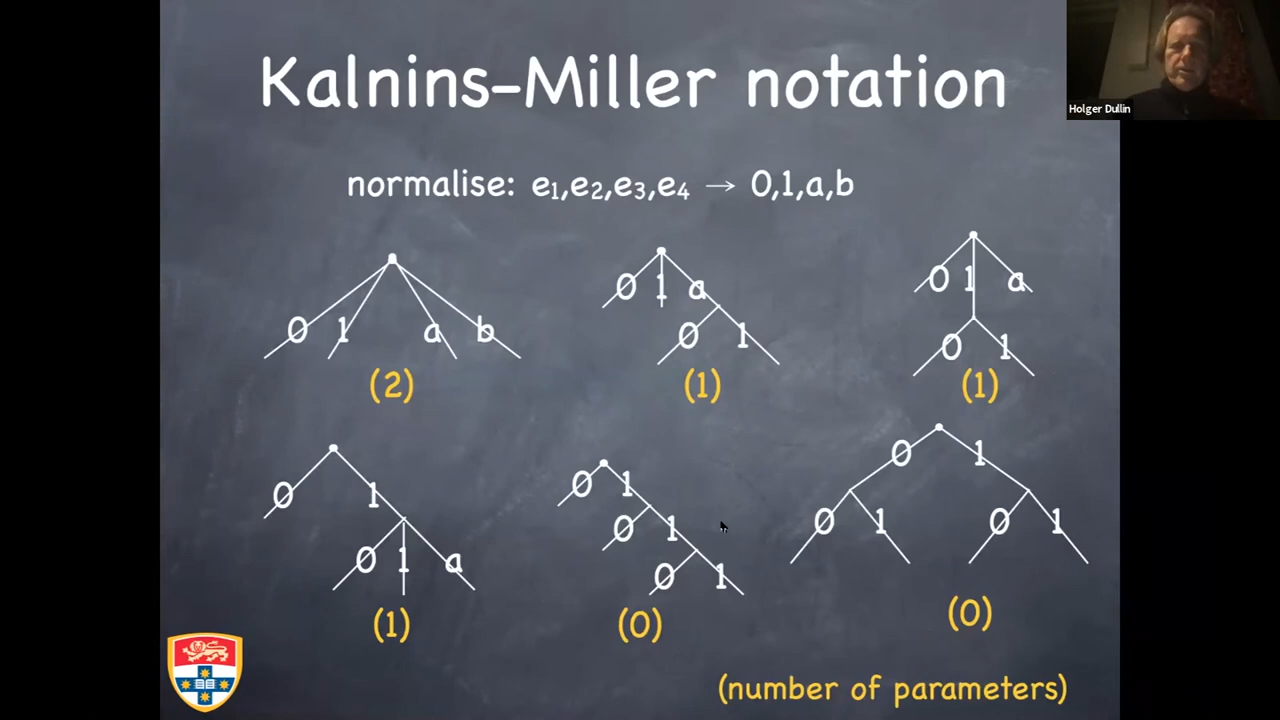 Kalnins-Miller notation
Holger Dullin
normalise: e₁,e₂,e₃,e₄ → 0,1,a,b
0 1 a b
(2)
0 1 a
0 1
(1)
0 1 a
0 1
(1)
0 1
0 1 a
(1)
0 1
0 1
0 1
(0)
0 1
0 1 0 1
(0)
(number of parameters)